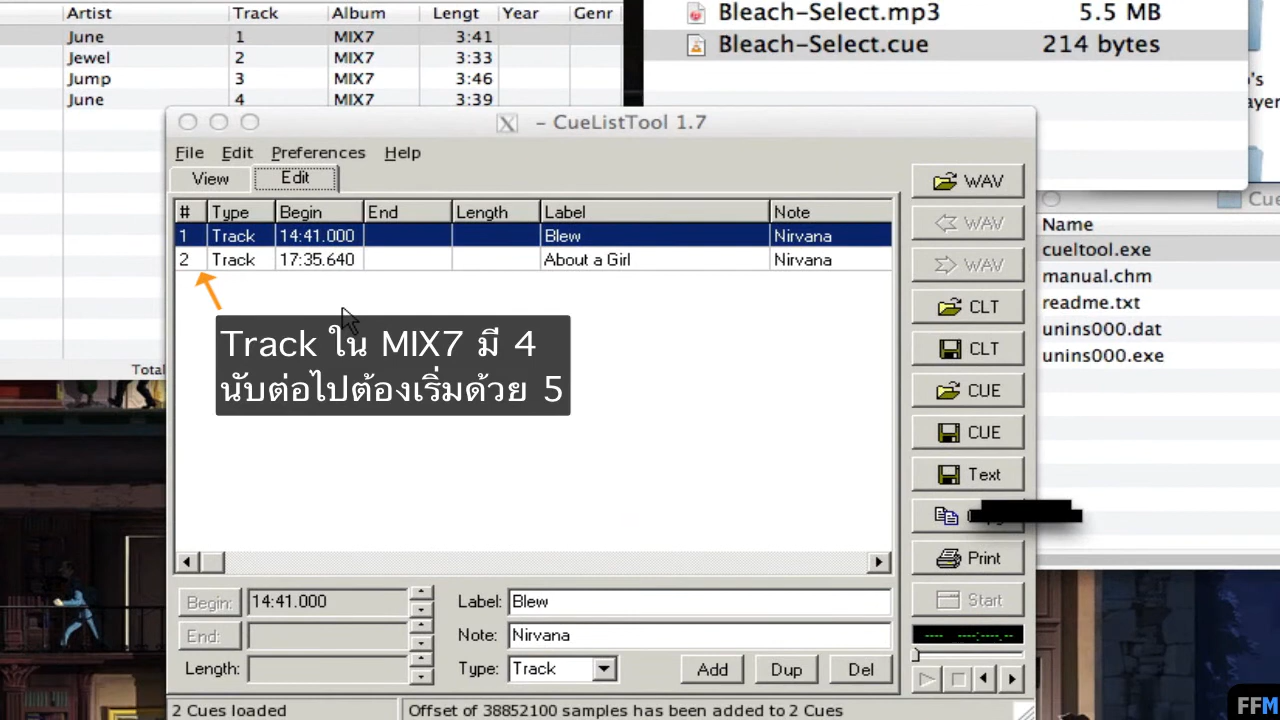 Artist Track Album Lengt Year Genr
June 1 MIX7 3:41
Jewel 2 MIX7 3:33
Jump 3 MIX7 3:46
June 4 MIX7 3:39
Total
Bleach-Select.mp3 5.5 MB
Bleach-Select.cue 214 bytes
- CueListTool 1.7
File Edit Preferences Help
View Edit
# Type Begin End Length Label Note
1 Track 14:41.000 Blew Nirvana
2 Track 17:35.640 About a Girl Nirvana
Track ใน MIX7 มี 4
นับต่อไปต้องเริ่มด้วย 5
WAV
WAV
WAV
CLT
CLT
CUE
CUE
Text
Print
Start
Begin: 14:41.000
End:
Length:
Label: Blew
Note: Nirvana
Type: Track
Add Dup Del
2 Cues loaded
Offset of 38852100 samples has been added to 2 Cues
Cue
Name
cueltool.exe
manual.chm
readme.txt
unins000.dat
unins000.exe
's
ayer
FFM